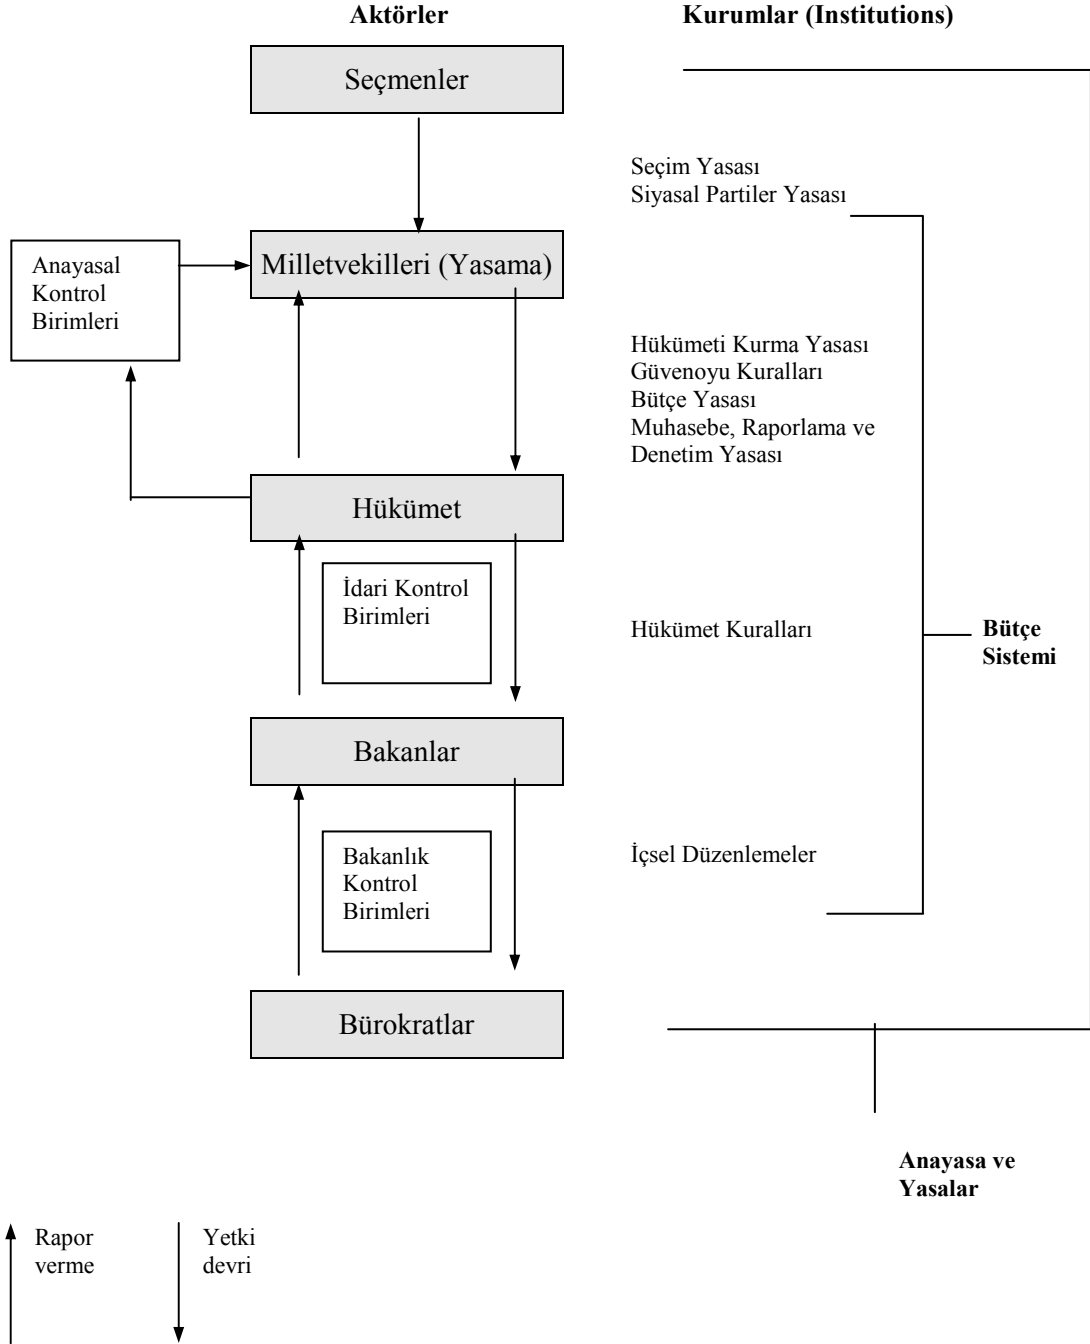 Aktörler
Kurumlar (Institutions)
Seçmenler
Seçim Yasası
Siyasal Partiler Yasası
Anayasal
Kontrol
Birimleri
Milletvekilleri (Yasama)
Hükümeti Kurma Yasası
Güvenoyu Kuralları
Bütçe Yasası
Muhasebe, Raporlama ve
Denetim Yasası
Hükümet
İdari Kontrol
Birimleri
Hükümet Kuralları
Bütçe
Sistemi
Bakanlar
Bakanlık
Kontrol
Birimleri
İçsel Düzenlemeler
Bürokratlar
Anayasa ve
Yasalar
Rapor
verme
Yetki
devri